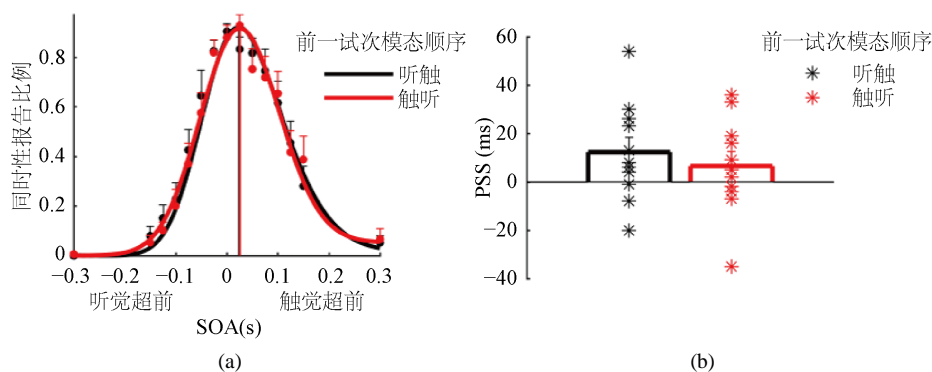 前一试次模态顺序
听触
触听
同时性报告比例
0.8
0.6
0.4
0.2
0
−0.3 −0.2 −0.1 0 0.1 0.2 0.3
听觉超前 触觉超前
SOA(s)
(a)
前一试次模态顺序
听触
触听
PSS (ms)
60
40
20
0
−20
−40
(b)